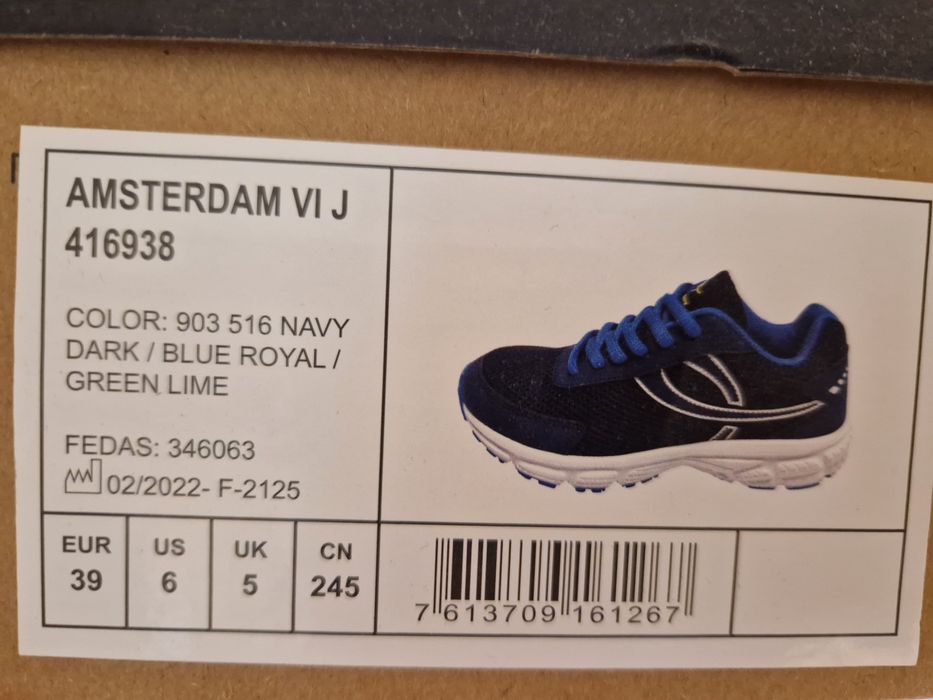 AMSTERDAM VI J
416938
COLOR: 903 516 NAVY
DARK / BLUE ROYAL /
GREEN LIME
FEDAS: 346063
02/2022- F-2125
EUR US UK CN
39 6 5 245
7 613709 161267